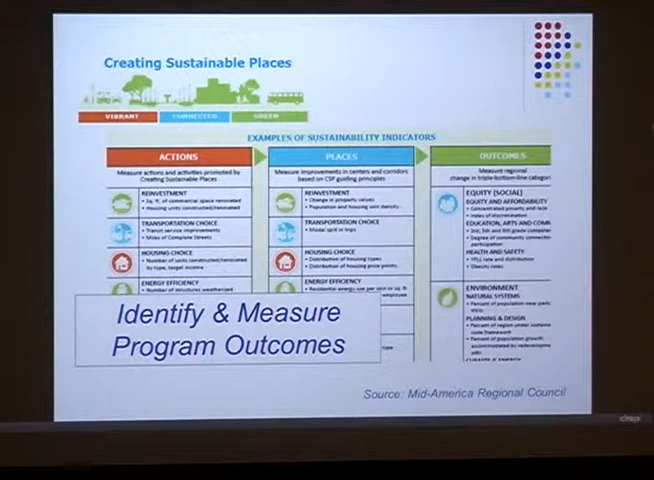 Creating Sustainable Places
VIBRANT
CONNECTED
GREEN
EXAMPLES OF SUSTAINABILITY INDICATORS
ACTIONS
Measure actions and activities promoted by
Creating Sustainable Places
REINVESTMENT
• Sq. ft. of commercial space renovated
• Housing units constructed/renovated
TRANSPORTATION CHOICE
• Transit service improvements
• Miles of Complete Streets
HOUSING CHOICE
• Number of units constructed/renovated
by type, target income
ENERGY EFFICIENCY
• Number of structures weatherized
PLACES
Measure improvements in centers and corridors
based on CSP guiding principles
REINVESTMENT
• Change in property values
• Population and housing unit density
TRANSPORTATION CHOICE
• Modal split in trips
HOUSING CHOICE
• Distribution of housing types
• Distribution of housing price points
ENERGY EFFICIENCY
• Residential energy use per unit or sq. ft.
employee
OUTCOMES
Measure regional
change in triple-bottom-line categori
EQUITY (SOCIAL)
EQUITY AND AFFORDABILITY
• Concentrated poverty and race
• Index of discrimination
EDUCATION, ARTS AND COMM
• 3rd, 5th and 8th grade competen
• Degree of community connectio
participation
HEALTH AND SAFETY
• YPLL rate and distribution
• Obesity rates
ENVIRONMENT
NATURAL SYSTEMS
• Percent of population near park/
PLANNING & DESIGN
• Percent of region under
code framework
• Percent of population growth
accommodated by redevelopme
Identify & Measure
Program Outcomes
Source: Mid-America Regional Council
citrix